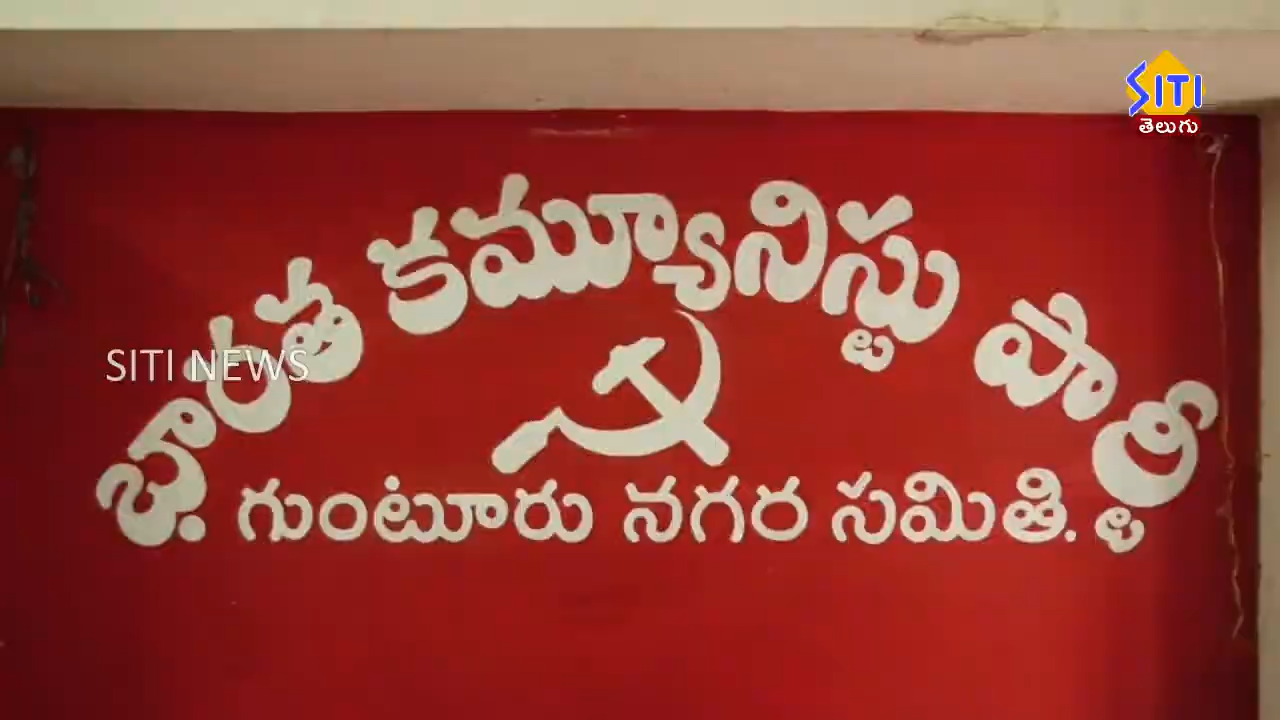 SITI
తెలుగు
భారత కమ్యూనిస్టు పార్టీ
SITI NEWS
గుంటూరు నగర సమితి.